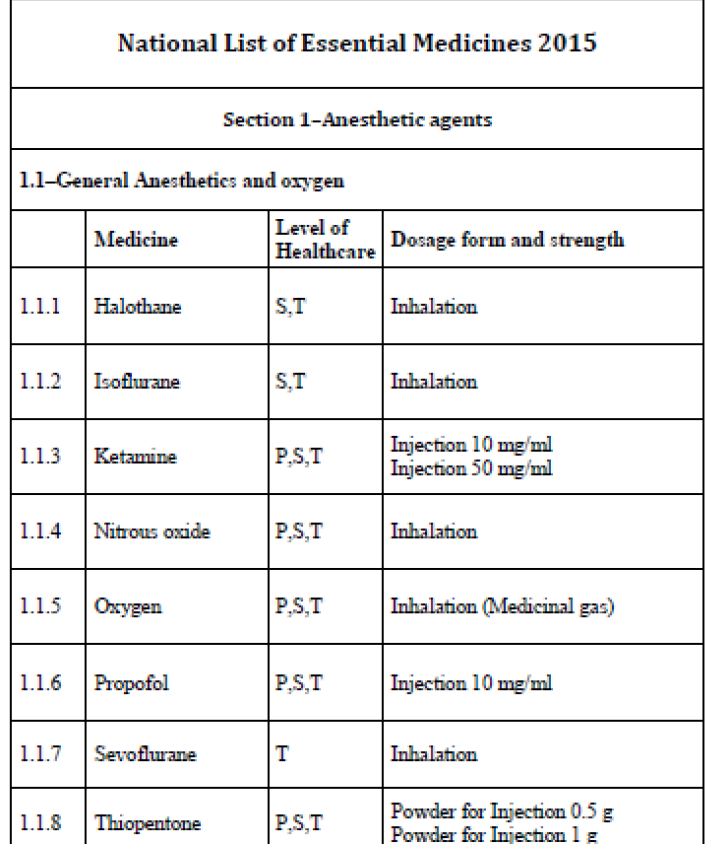 National List of Essential Medicines 2015
Section 1–Anesthetic agents
1.1–General Anesthetics and oxygen
Medicine Level of Healthcare Dosage form and strength
1.1.1 Halothane S,T Inhalation
1.1.2 Isoflurane S,T Inhalation
1.1.3 Ketamine P,S,T Injection 10 mg/ml
Injection 50 mg/ml
1.1.4 Nitrous oxide P,S,T Inhalation
1.1.5 Oxygen P,S,T Inhalation (Medicinal gas)
1.1.6 Propofol P,S,T Injection 10 mg/ml
1.1.7 Sevoflurane T Inhalation
1.1.8 Thiopentone P,S,T Powder for Injection 0.5 g
Powder for Injection 1 g